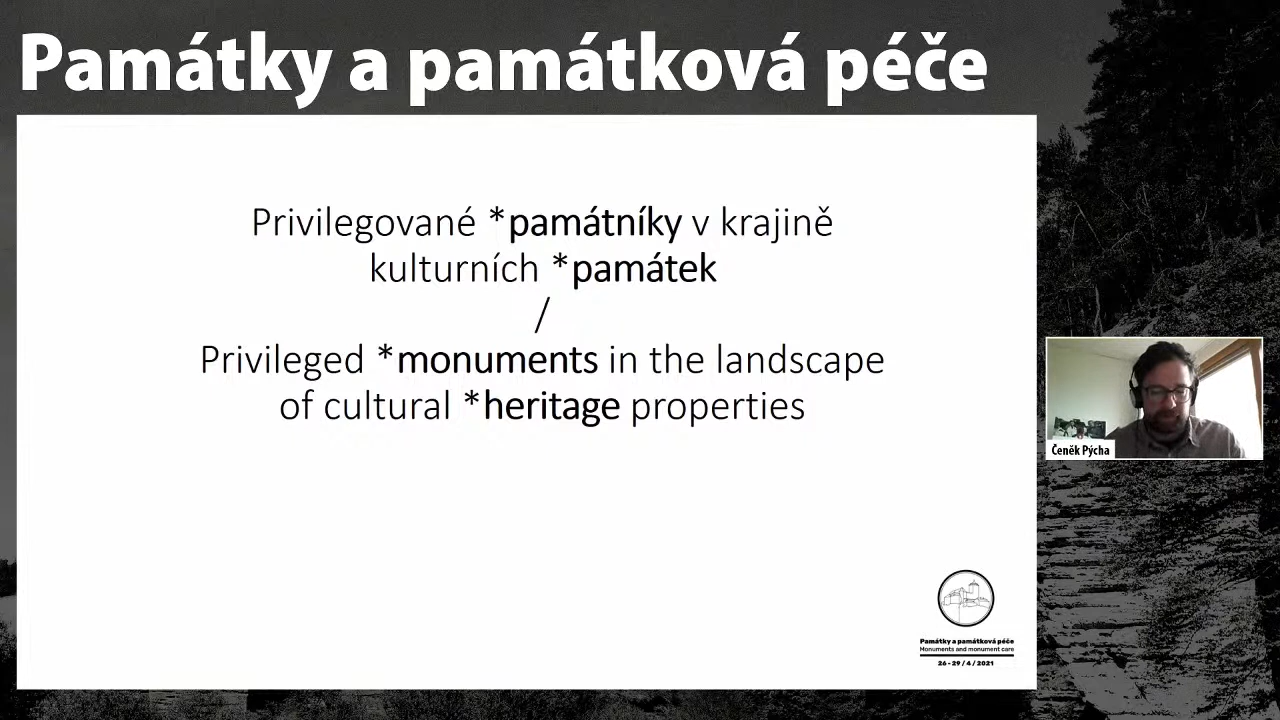 Památky a památková péče
Privilegované *památníky v krajině
kulturních *památek
/
Privileged *monuments in the landscape
of cultural *heritage properties
Čeněk Pýcha
Památky a památková péče
Monuments and monument care
26 - 29 / 4 / 2021